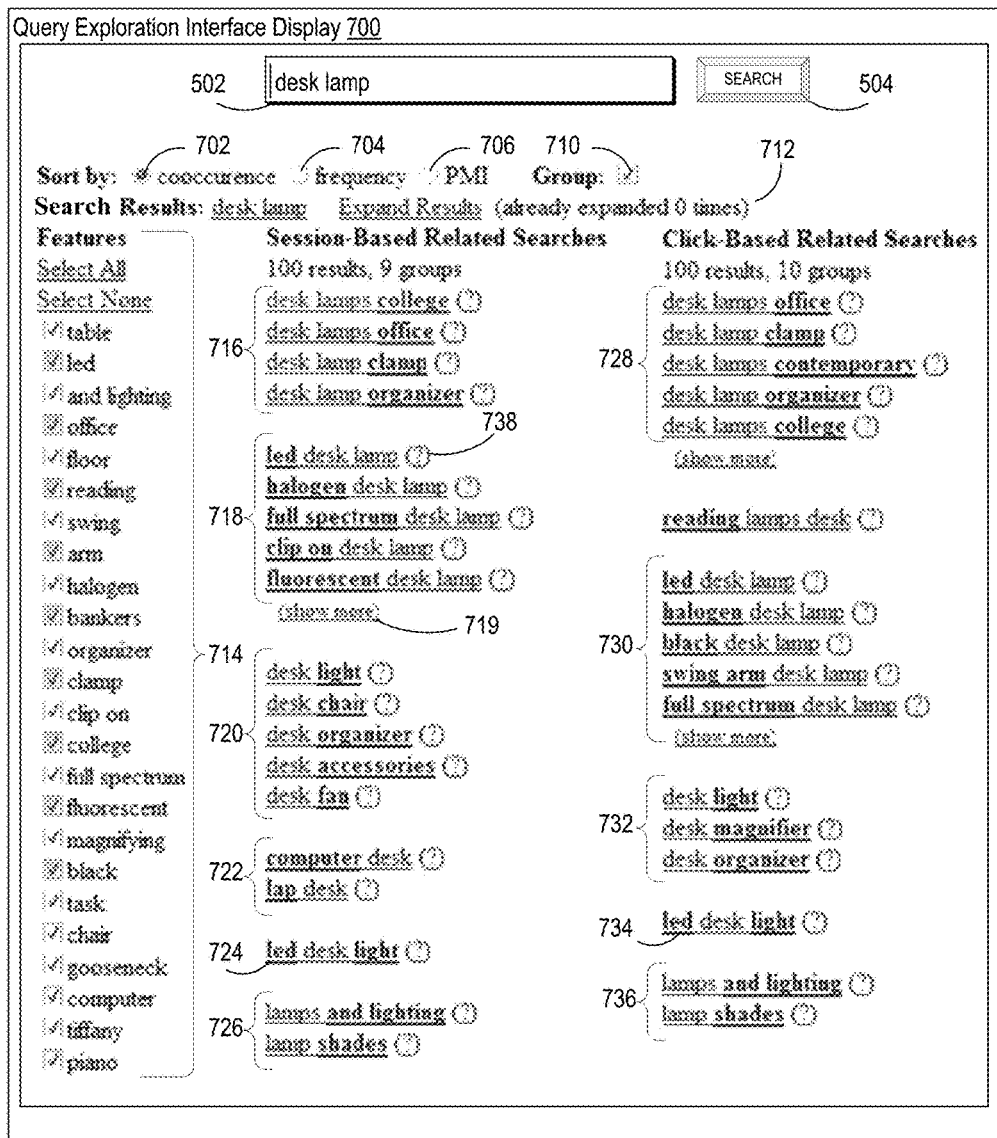 Query Exploration Interface Display 700
502 desk lamp SEARCH 504
702 704 706 710 712
Sort by: cooccurence frequency PMI Group:
Search Results: desk lamp Expand Results (already expanded 0 times)
Features Session-Based Related Searches Click-Based Related Searches
Select All 100 results, 9 groups 100 results, 10 groups
Select None desk lamps college (?) desk lamps office (?)
table desk lamps office (?) desk lamp clamp (?)
716 728
led desk lamp clamp (?) desk lamps contemporary (?)
and lighting desk lamp organizer (?) desk lamp organizer (?)
office 738 desk lamps college (?)
floor led desk lamp (?) (show more)
reading halogen desk lamp (?)
swing 718 full spectrum desk lamp (?) reading lamps desk (?)
arm clip on desk lamp (?)
halogen fluorescent desk lamp (?) led desk lamp (?)
bankers (show more) 719 halogen desk lamp (?)
organizer 714 730 black desk lamp (?)
clamp desk light (?) swing arm desk lamp (?)
clip on desk chair (?) full spectrum desk lamp (?)
college 720 desk organizer (?) (show more)
full spectrum desk accessories (?)
fluorescent desk fan (?) desk light (?)
magnifying 732 desk magnifier (?)
black 722 computer desk (?) desk organizer (?)
task lap desk (?)
chair 734 led desk light (?)
gooseneck 724 led desk light (?)
computer lamps and lighting (?)
736
tiffany 726 lamps and lighting (?) lamp shades (?)
piano lamp shades (?)